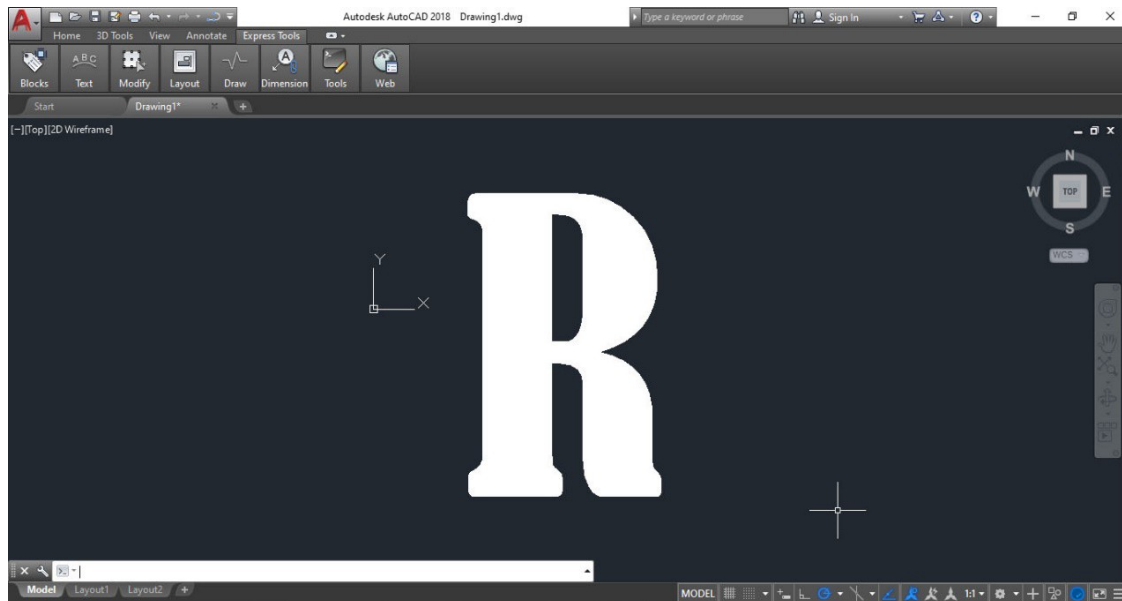 A Autodesk AutoCAD 2018 Drawing1.dwg Type a keyword or phrase Sign In ?
Home 3D Tools View Annotate Express Tools
Blocks Text Modify Layout Draw Dimension Tools Web
Start Drawing1* +
[−][Top][2D Wireframe]
N
W TOP E
S
WCS
Y
X
R
Model Layout1 Layout2 + MODEL 1:1